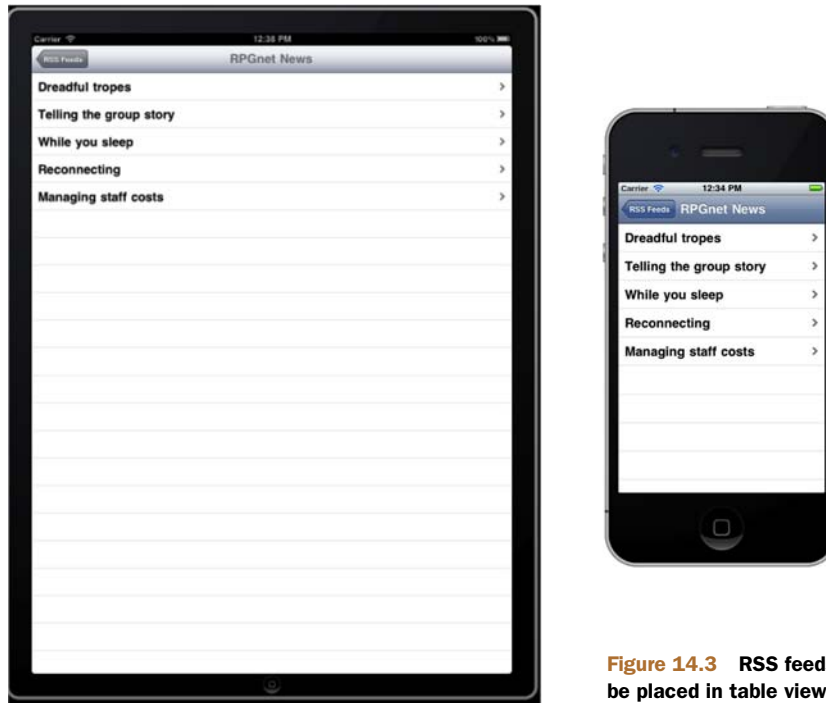 Carrier 12:38 PM 100%
RSS Feeds RPGnet News
Dreadful tropes
Telling the group story
While you sleep
Reconnecting
Managing staff costs
Carrier 12:34 PM
RSS Feeds RPGnet News
Dreadful tropes
Telling the group story
While you sleep
Reconnecting
Managing staff costs
Figure 14.3 RSS feed
be placed in table view